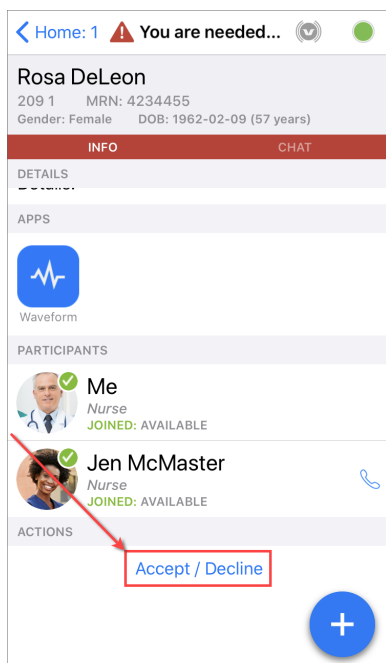 Home: 1 You are needed...
Rosa DeLeon
209 1 MRN: 4234455
Gender: Female DOB: 1962-02-09 (57 years)
INFO CHAT
DETAILS
APPS
Waveform
PARTICIPANTS
Me
Nurse
JOINED: AVAILABLE
Jen McMaster
Nurse
JOINED: AVAILABLE
ACTIONS
Accept / Decline